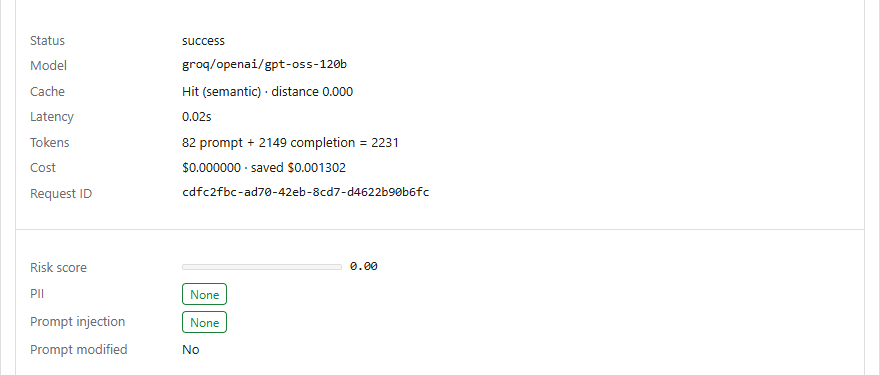 Status success
Model groq/openai/gpt-oss-120b
Cache Hit (semantic) · distance 0.000
Latency 0.02s
Tokens 82 prompt + 2149 completion = 2231
Cost $0.000000 · saved $0.001302
Request ID cdfc2fbc-ad70-42eb-8cd7-d4622b90b6fc
Risk score 0.00
PII None
Prompt injection None
Prompt modified No